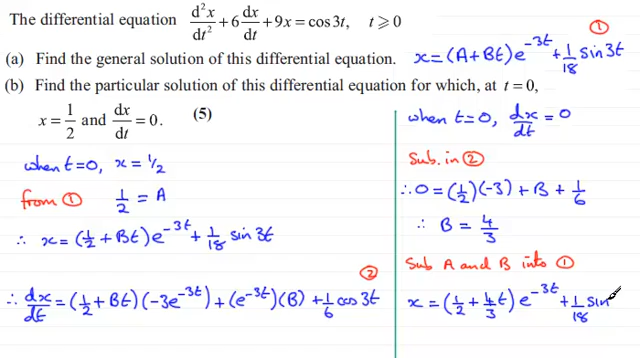 The differential equation d²x/dt² + 6 dx/dt + 9x = cos 3t, t ⩾ 0
(a) Find the general solution of this differential equation.
(b) Find the particular solution of this differential equation for which, at t = 0,
x = 1/2 and dx/dt = 0. (5)
when t=0, x = 1/2
from ① 1/2 = A
∴ x = (1/2 + Bt) e^-3t + 1/18 sin 3t
②
∴ dx/dt = (1/2 + Bt)(-3e^-3t) + (e^-3t)(B) + 1/6 cos 3t
①
x = (A + Bt) e^-3t + 1/18 sin 3t
when t=0, dx/dt = 0
Sub. in ②
∴ 0 = (1/2)(-3) + B + 1/6
∴ B = 4/3
Sub A and B into ①
x = (1/2 + 4/3 t) e^-3t + 1/18 sin